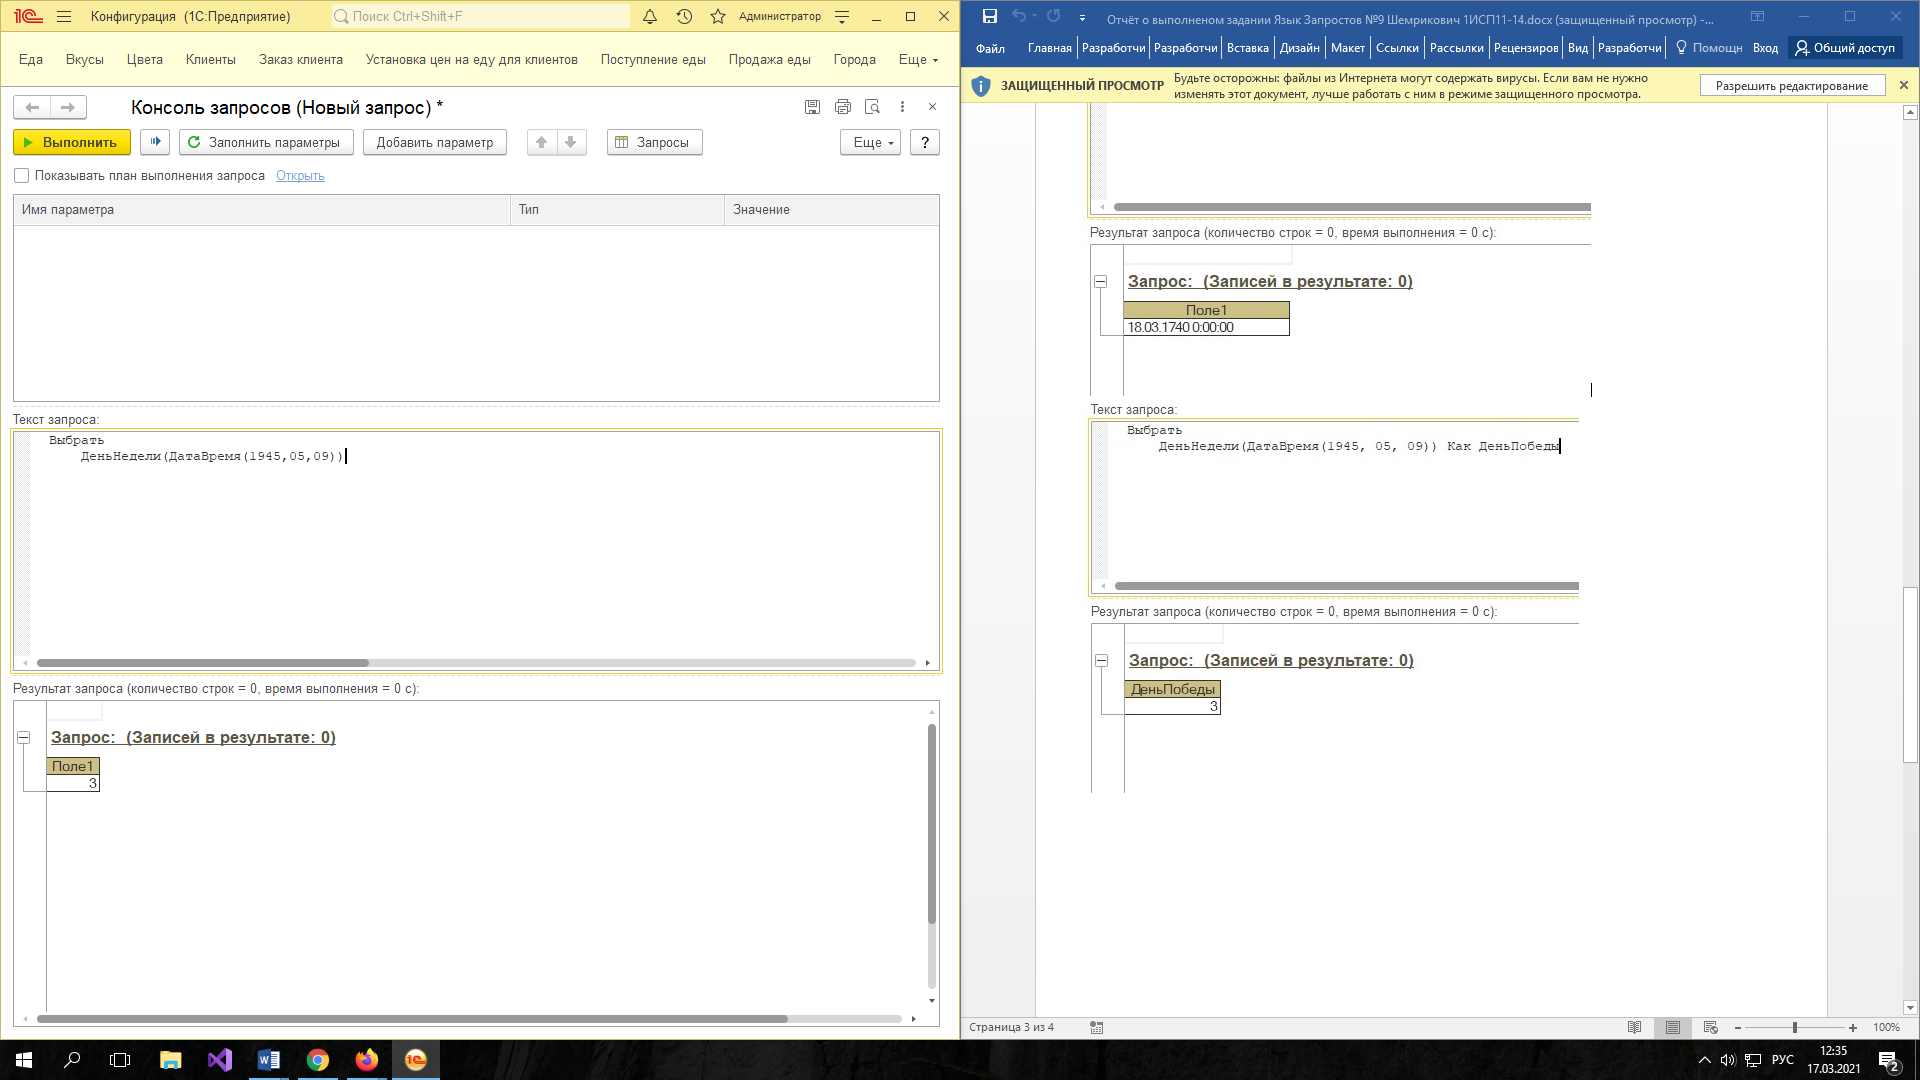 Конфигурация (1С:Предприятие)
Поиск Ctrl+Shift+F
Администратор
Еда Вкусы Цвета Клиенты Заказ клиента Установка цен на еду для клиентов Поступление еды Продажа еды Города Еще
Консоль запросов (Новый запрос) *
Выполнить Заполнить параметры Добавить параметр Запросы Еще ?
Показывать план выполнения запроса Открыть
Имя параметра Тип Значение
Текст запроса:
Выбрать
ДеньНедели(ДатаВремя(1945,05,09))
Результат запроса (количество строк = 0, время выполнения = 0 с):
Запрос: (Записей в результате: 0)
Поле1
3
Отчёт о выполненом задании Язык Запростов №9 Шемрикович 1ИСП11-14.docx (защищенный просмотр) -...
Файл Главная Разработчи Разработчи Вставка Дизайн Макет Ссылки Рассылки Рецензиров Вид Разработчи Помощн Вход Общий доступ
ЗАЩИЩЕННЫЙ ПРОСМОТР Будьте осторожны: файлы из Интернета могут содержать вирусы. Если вам не нужно
изменять этот документ, лучше работать с ним в режиме защищенного просмотра.
Разрешить редактирование
Результат запроса (количество строк = 0, время выполнения = 0 с):
Запрос: (Записей в результате: 0)
Поле1
18.03.1740 0:00:00
Текст запроса:
Выбрать
ДеньНедели(ДатаВремя(1945, 05, 09)) Как ДеньПобеды
Результат запроса (количество строк = 0, время выполнения = 0 с):
Запрос: (Записей в результате: 0)
ДеньПобеды
3
Страница 3 из 4
100%
РУС
12:35
17.03.2021
2